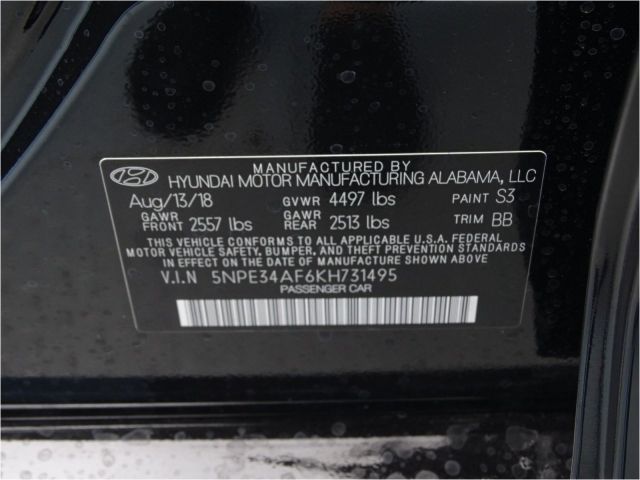 MANUFACTURED BY
HYUNDAI MOTOR MANUFACTURING ALABAMA, LLC
Aug/13/18 GVWR 4497 lbs PAINT S3
GAWR FRONT 2557 lbs GAWR REAR 2513 lbs TRIM BB
THIS VEHICLE CONFORMS TO ALL APPLICABLE U.S.A. FEDERAL
MOTOR VEHICLE SAFETY, BUMPER, AND THEFT PREVENTION STANDARDS
IN EFFECT ON THE DATE OF MANUFACTURE SHOWN ABOVE.
V.I.N 5NPE34AF6KH731495
PASSENGER CAR